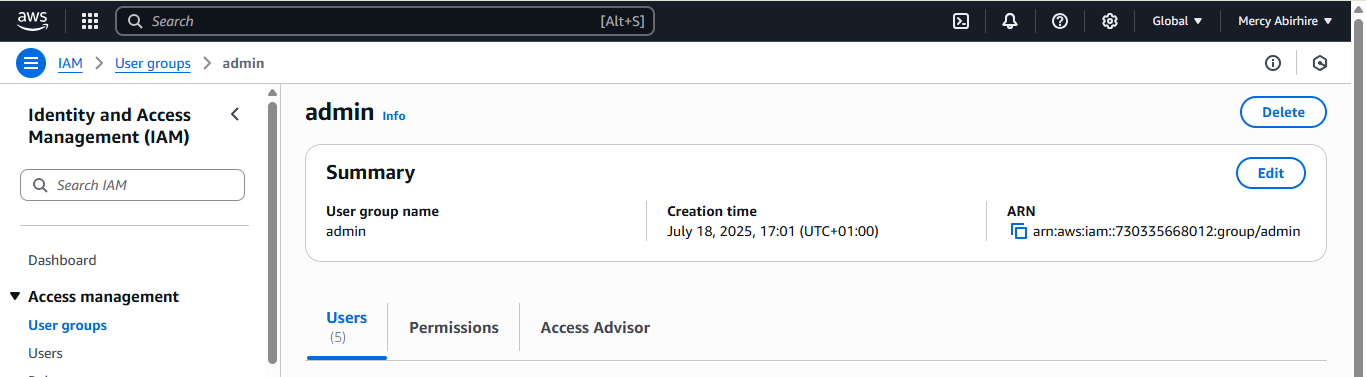 aws
Search [Alt+S]
Global Mercy Abirhire
IAM User groups admin
Identity and Access
Management (IAM)
Search IAM
Dashboard
Access management
User groups
Users
admin Info
Delete
Summary
Edit
User group name
admin
Creation time
July 18, 2025, 17:01 (UTC+01:00)
ARN
arn:aws:iam::730335668012:group/admin
Users
(5)
Permissions
Access Advisor